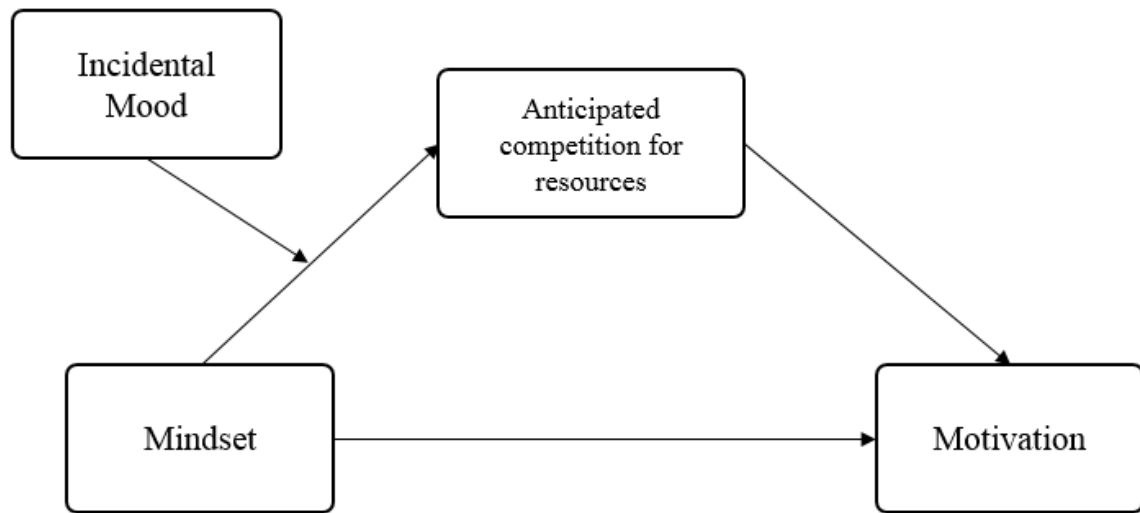 Incidental
Mood
Anticipated
competition for
resources
Mindset
Motivation